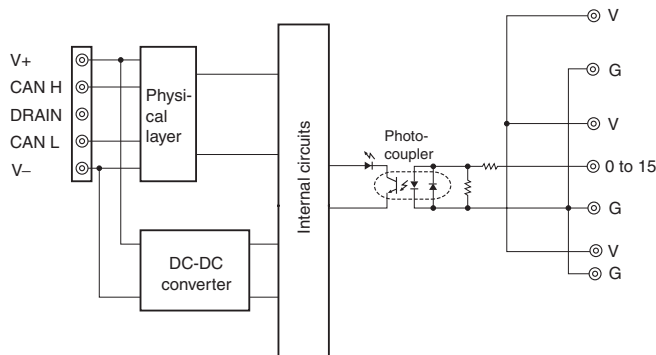 V+
CAN H
DRAIN
CAN L
V–
Physi-
cal
layer
DC-DC
converter
Internal circuits
Photo-
coupler
V
G
V
0 to 15
G
V
G